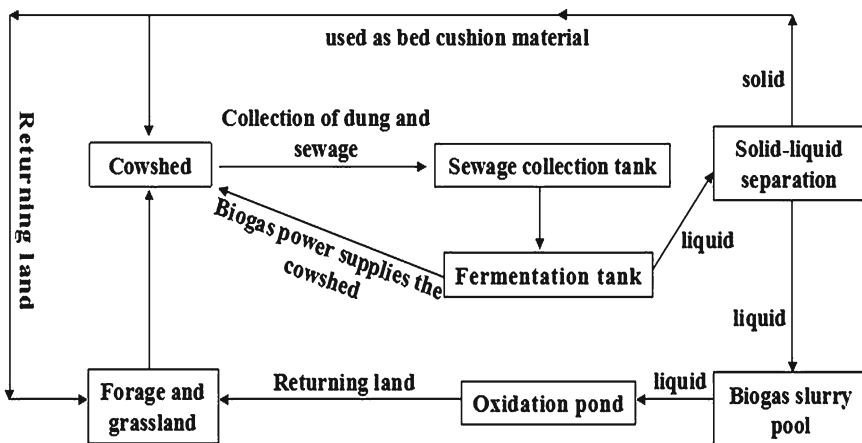 used as bed cushion material
solid
Returning land
Collection of dung and
sewage
Cowshed
Sewage collection tank
Solid-liquid
separation
Biogas power supplies the
cowshed
liquid
Fermentation tank
liquid
Forage and
grassland
Returning land
Oxidation pond
liquid
Biogas slurry
pool